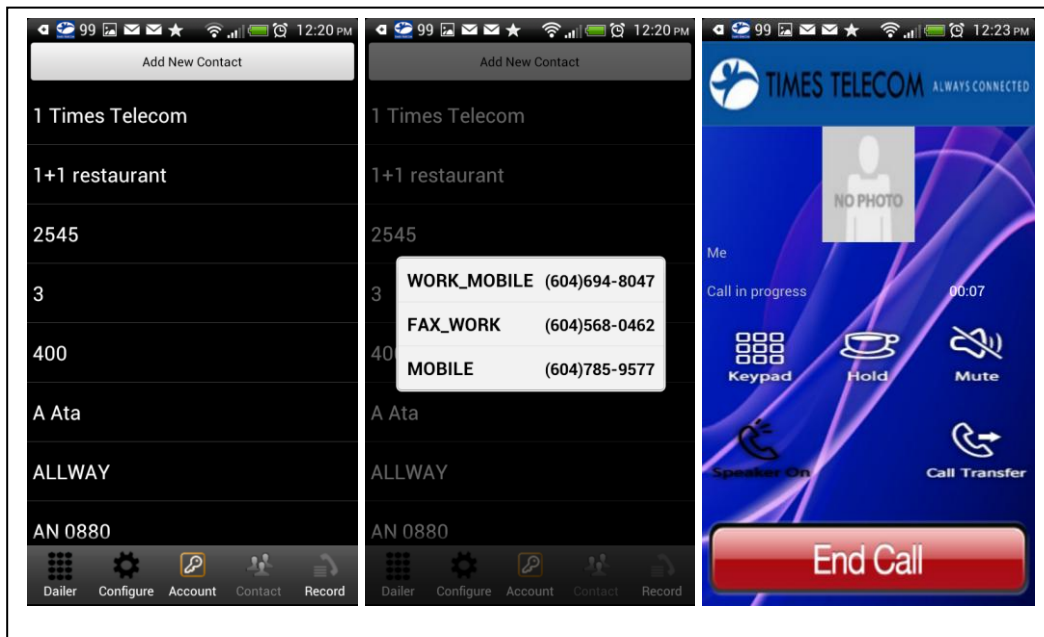 99 12:20 PM
Add New Contact
1 Times Telecom
1+1 restaurant
2545
3
400
A Ata
ALLWAY
AN 0880
Dailer Configure Account Contact Record
99 12:20 PM
Add New Contact
1 Times Telecom
1+1 restaurant
2545
3
WORK_MOBILE (604)694-8047
FAX_WORK (604)568-0462
400
MOBILE (604)785-9577
A Ata
ALLWAY
AN 0880
Dailer Configure Account Contact Record
99 12:23 PM
TIMES TELECOM ALWAYS CONNECTED
NO PHOTO
Me
Call in progress 00:07
Keypad Hold Mute
Speaker On Call Transfer
End Call